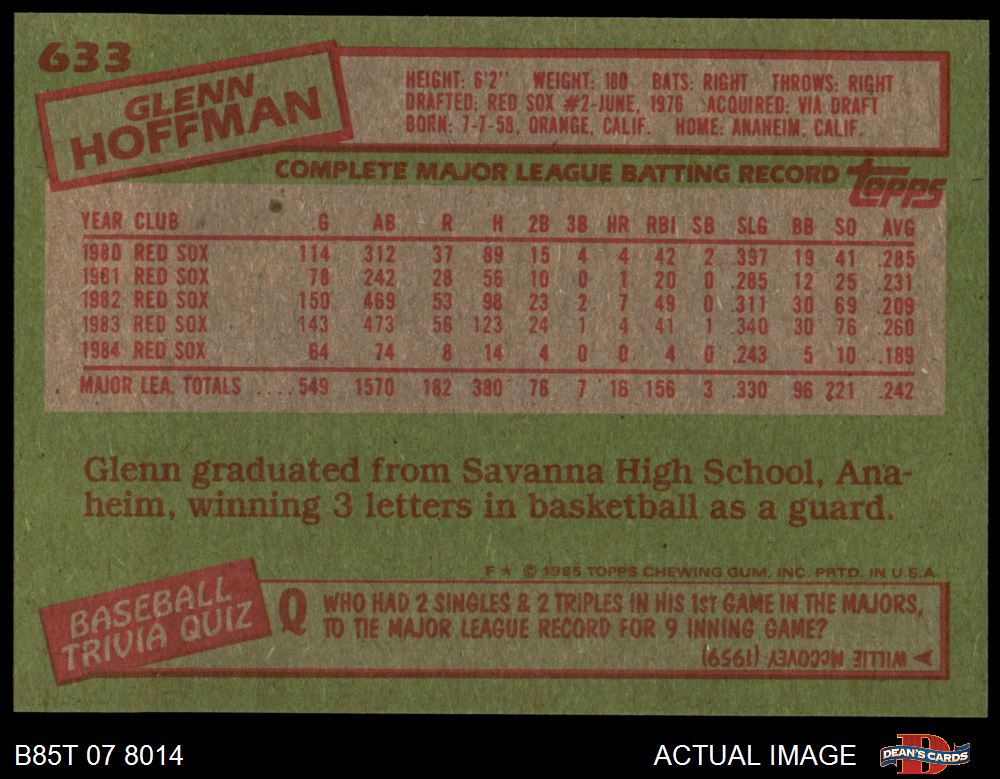 633
GLENN
HOFFMAN
HEIGHT: 6'2" WEIGHT: 180 BATS: RIGHT THROWS: RIGHT
DRAFTED: RED SOX #2-JUNE, 1976 ACQUIRED: VIA DRAFT
BORN: 7-7-58, ORANGE, CALIF. HOME: ANAHEIM, CALIF.
COMPLETE MAJOR LEAGUE BATTING RECORD topps
YEAR CLUB G AB R H 2B 3B HR RBI SB SLG BB SO AVG
1980 RED SOX 114 312 37 89 15 4 4 42 2 .397 19 41 .285
1981 RED SOX 78 242 28 56 10 0 1 20 0 .285 12 25 .231
1982 RED SOX 150 469 53 98 23 2 7 49 0 .311 30 69 .209
1983 RED SOX 143 473 56 123 24 1 4 41 1 .340 30 76 .260
1984 RED SOX 64 74 8 14 4 0 0 4 0 .243 5 10 .189
MAJOR LEA. TOTALS ....549 1570 182 380 76 7 16 156 3 .330 96 221 .242
Glenn graduated from Savanna High School, Ana-
heim, winning 3 letters in basketball as a guard.
F * © 1985 TOPPS CHEWING GUM, INC. PRTD. IN U.S.A.
BASEBALL
TRIVIA QUIZ
Q WHO HAD 2 SINGLES & 2 TRIPLES IN HIS 1ST GAME IN THE MAJORS,
TO TIE MAJOR LEAGUE RECORD FOR 9 INNING GAME?
A WILLIE MCCOVEY (1959)
B85T 07 8014
ACTUAL IMAGE
D
DEAN'S CARDS